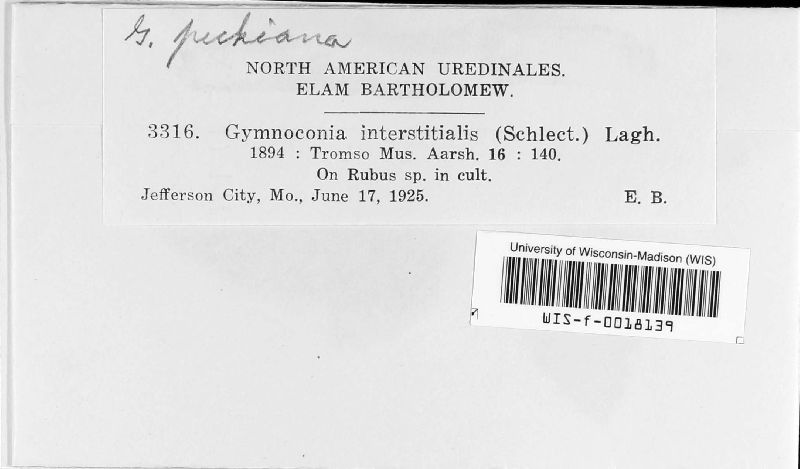 G. peckiana
NORTH AMERICAN UREDINALES.
ELAM BARTHOLOMEW.
3316. Gymnoconia interstitialis (Schlect.) Lagh.
1894 : Tromso Mus. Aarsh. 16 : 140.
On Rubus sp. in cult.
Jefferson City, Mo., June 17, 1925. E. B.
University of Wisconsin-Madison (WIS)
WIS-f-0018139